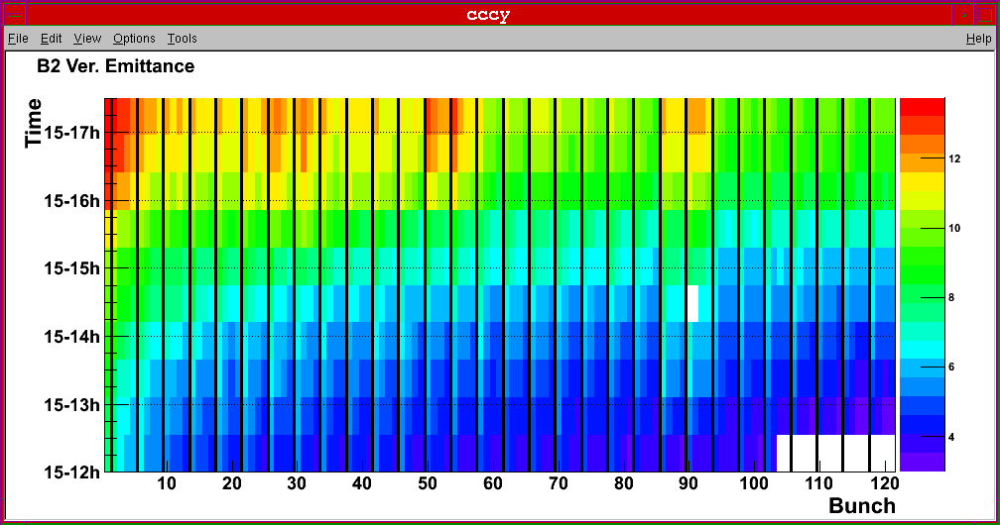 cccy
File Edit View Options Tools Help
B2 Ver. Emittance
Time
15-17h
15-16h
15-15h
15-14h
15-13h
15-12h
12
10
8
6
4
10 20 30 40 50 60 70 80 90 100 110 120
Bunch